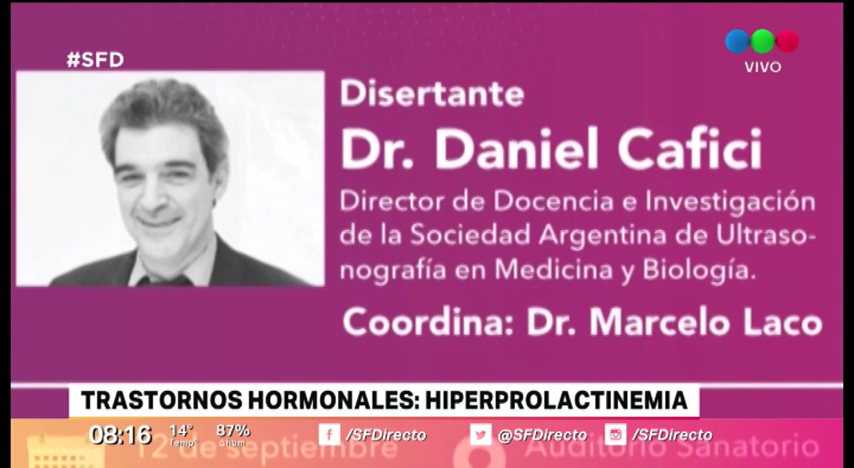 #SFD
VIVO
Disertante
Dr. Daniel Cafici
Director de Docencia e Investigación
de la Sociedad Argentina de Ultraso-
nografía en Medicina y Biología.
Coordina: Dr. Marcelo Laco
TRASTORNOS HORMONALES: HIPERPROLACTINEMIA
08:16
14°
Tempº
87%
hum
/SFDirecto
@SFDirecto
/SFDirecto
12 de septiembre
Auditorio Sanatorio